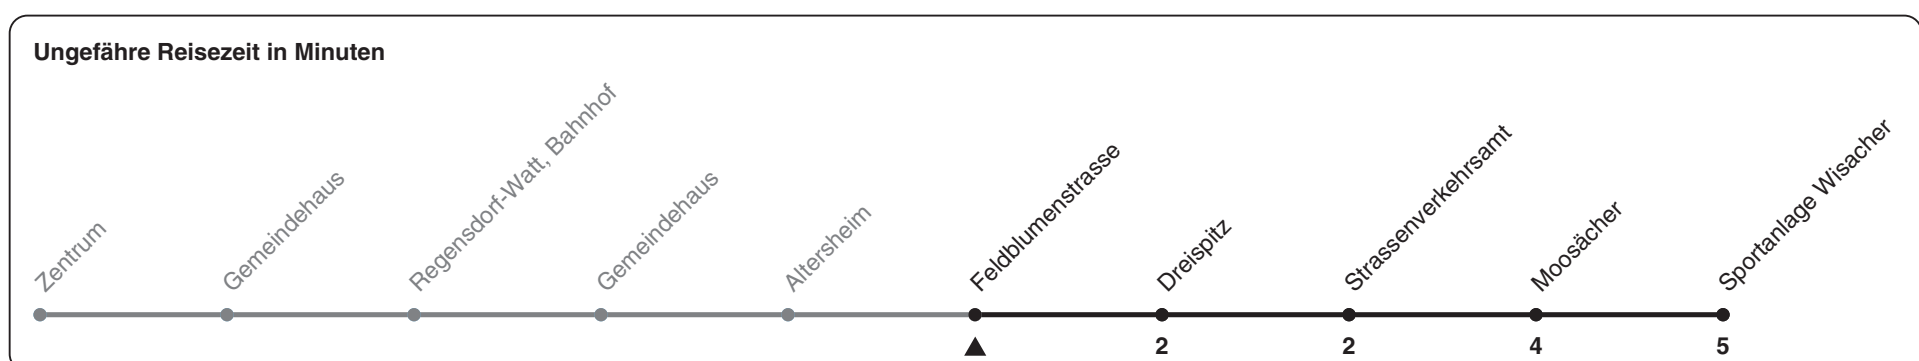 Ungefähre Reisezeit in Minuten
Zentrum
Gemeindehaus
Regensdorf-Watt, Bahnhof
Gemeindehaus
Altersheim
Feldblumenstrasse
Dreispitz
Strassenverkehrsamt
Moosächer
Sportanlage Wisacher
2 2 4 5